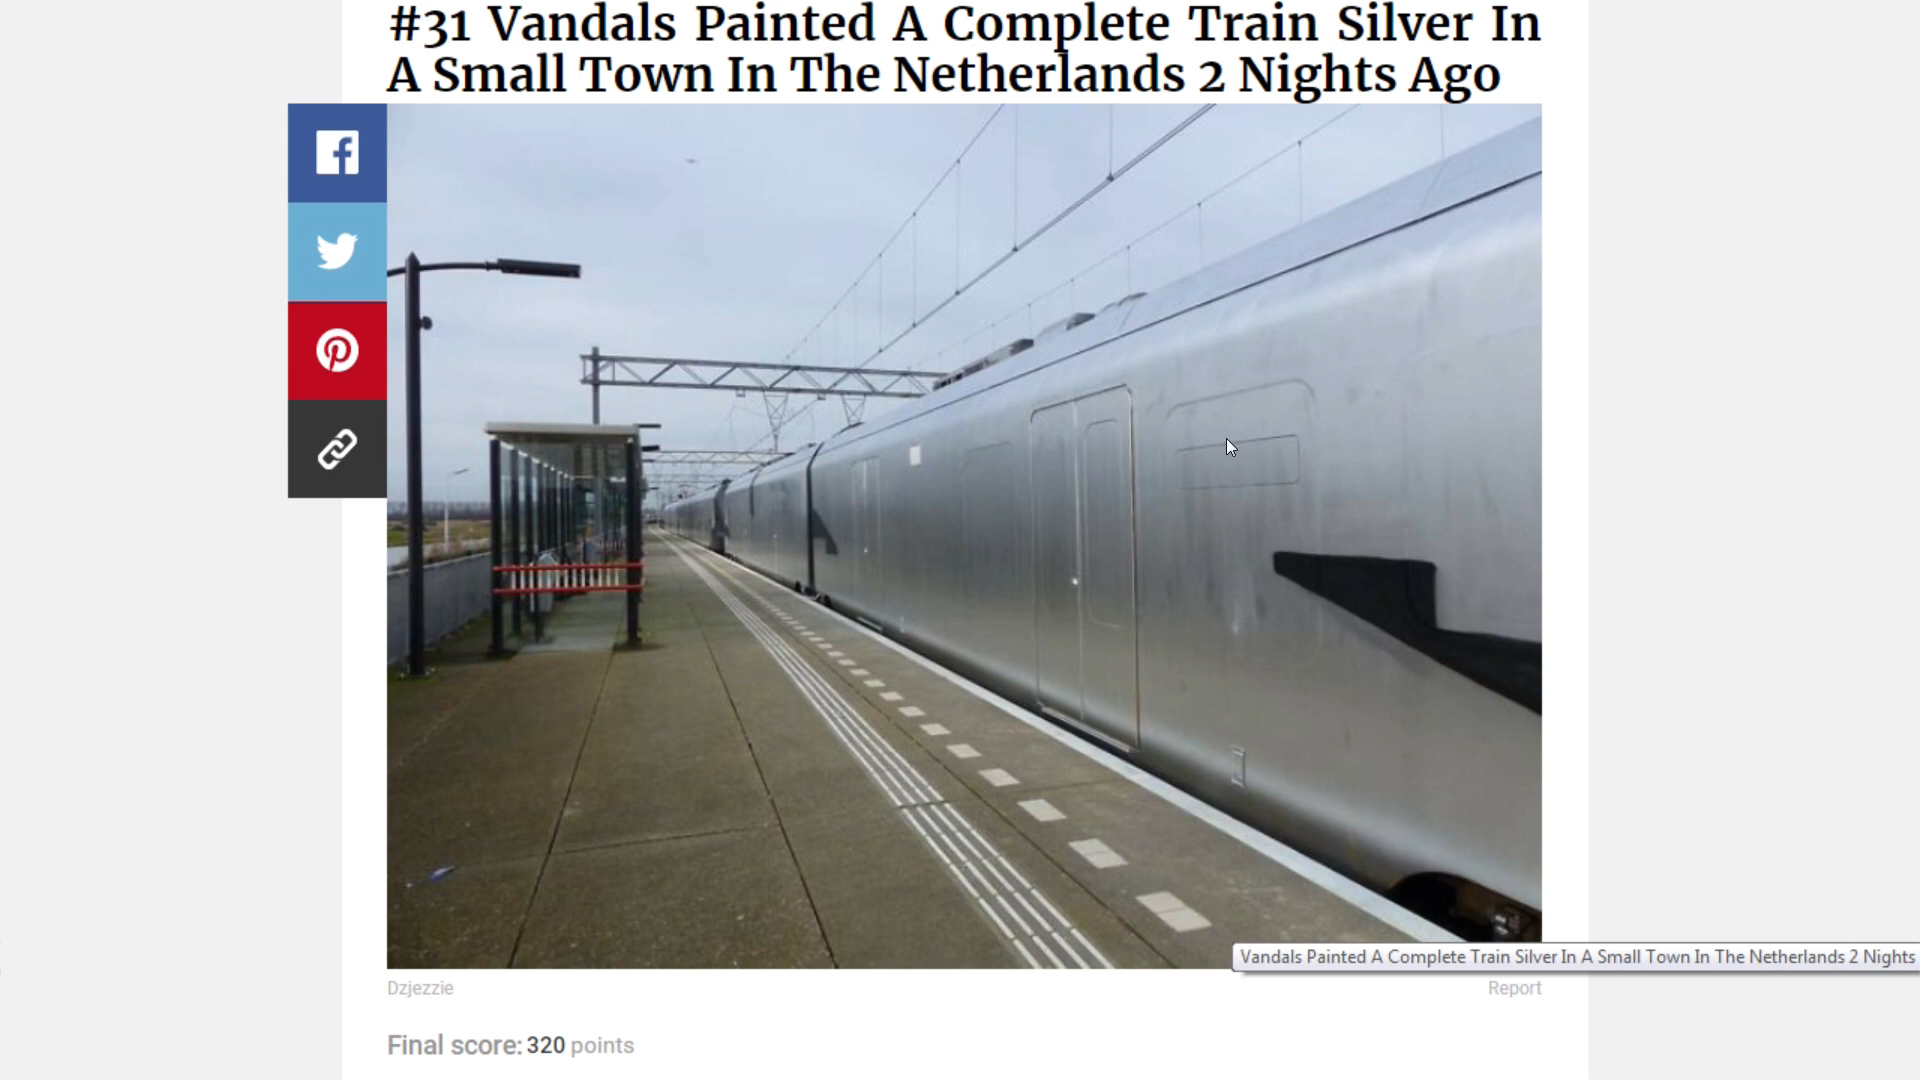 #31 Vandals Painted A Complete Train Silver In
A Small Town In The Netherlands 2 Nights Ago
Vandals Painted A Complete Train Silver In A Small Town In The Netherlands 2 Nights
Dzjezzie
Report
Final score: 320 points